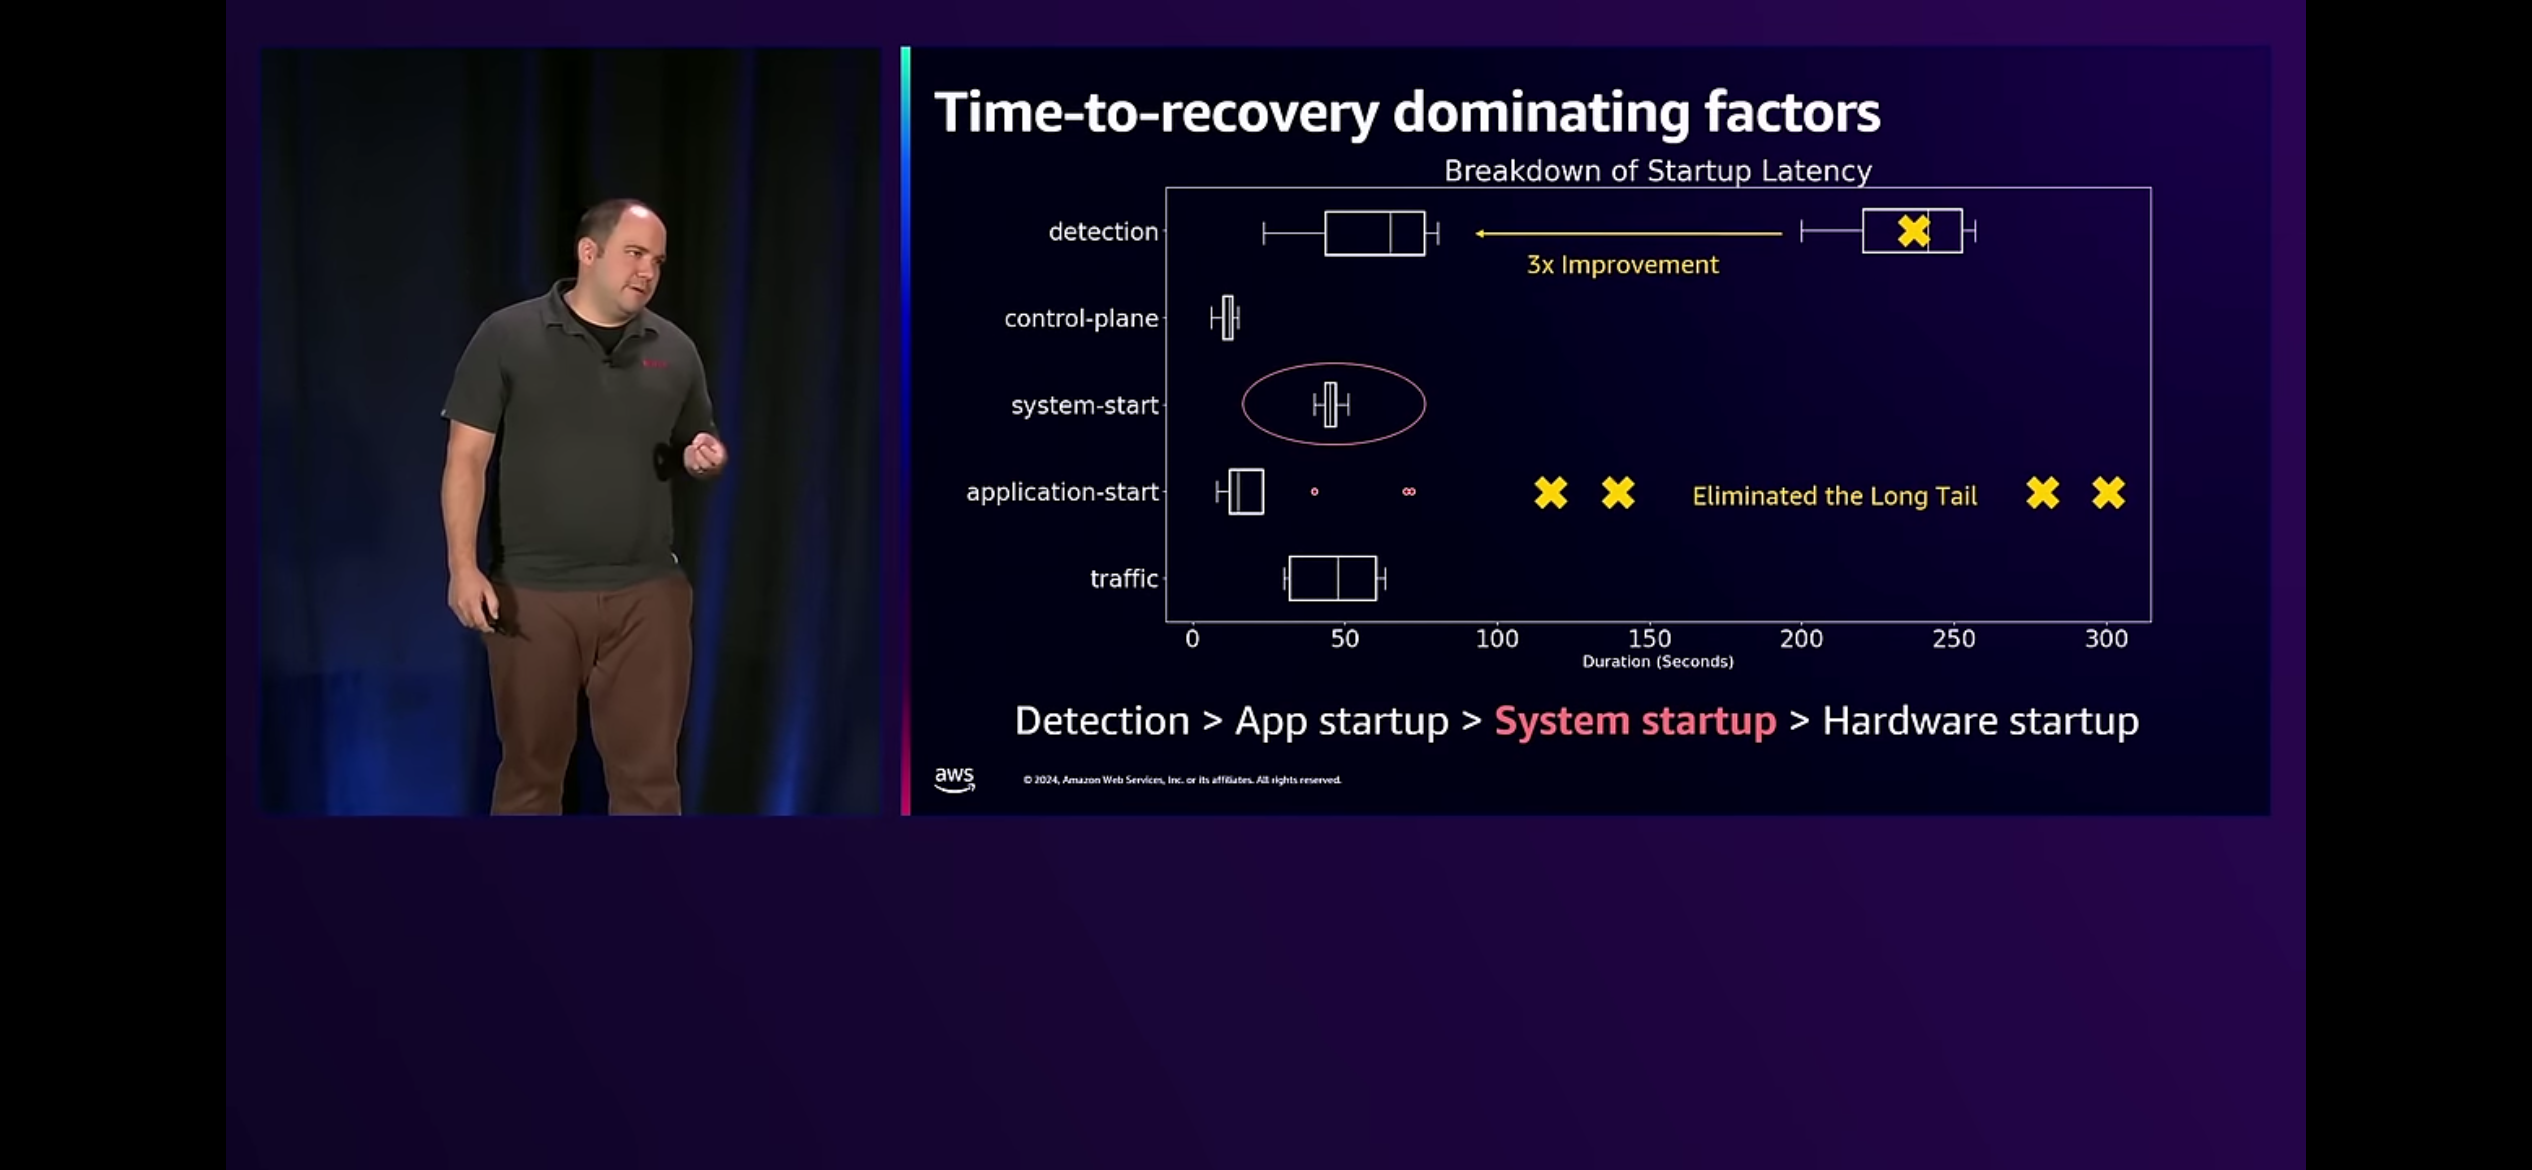 Time-to-recovery dominating factors
Breakdown of Startup Latency
detection
3x Improvement
control-plane
system-start
application-start
Eliminated the Long Tail
traffic
0 50 100 150 200 250 300
Duration (Seconds)
Detection > App startup > System startup > Hardware startup
aws
© 2024, Amazon Web Services, Inc. or its affiliates. All rights reserved.